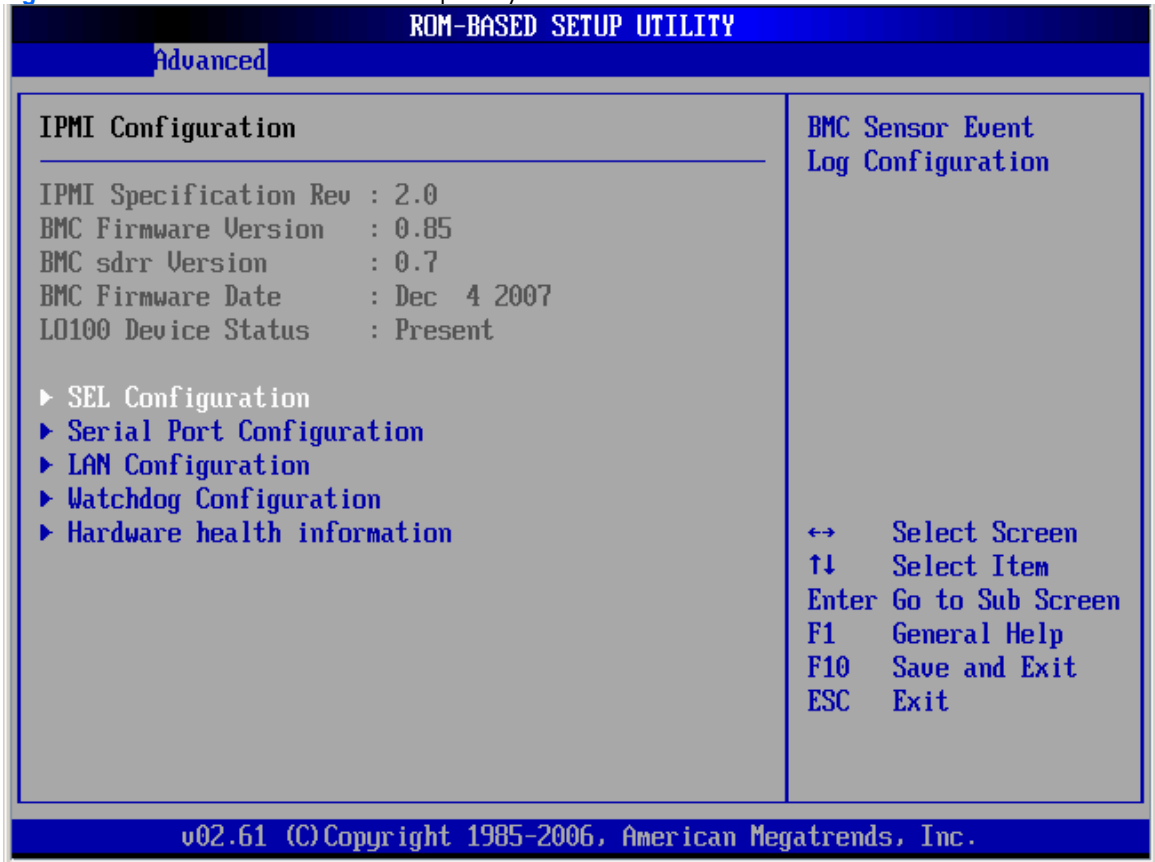 ROM-BASED SETUP UTILITY
Advanced
IPMI Configuration
IPMI Specification Rev : 2.0
BMC Firmware Version : 0.85
BMC sdrr Version : 0.7
BMC Firmware Date : Dec 4 2007
LO100 Device Status : Present
SEL Configuration
Serial Port Configuration
LAN Configuration
Watchdog Configuration
Hardware health information
BMC Sensor Event
Log Configuration
↔ Select Screen
↑↓ Select Item
Enter Go to Sub Screen
F1 General Help
F10 Save and Exit
ESC Exit
v02.61 (C)Copyright 1985-2006, American Megatrends, Inc.